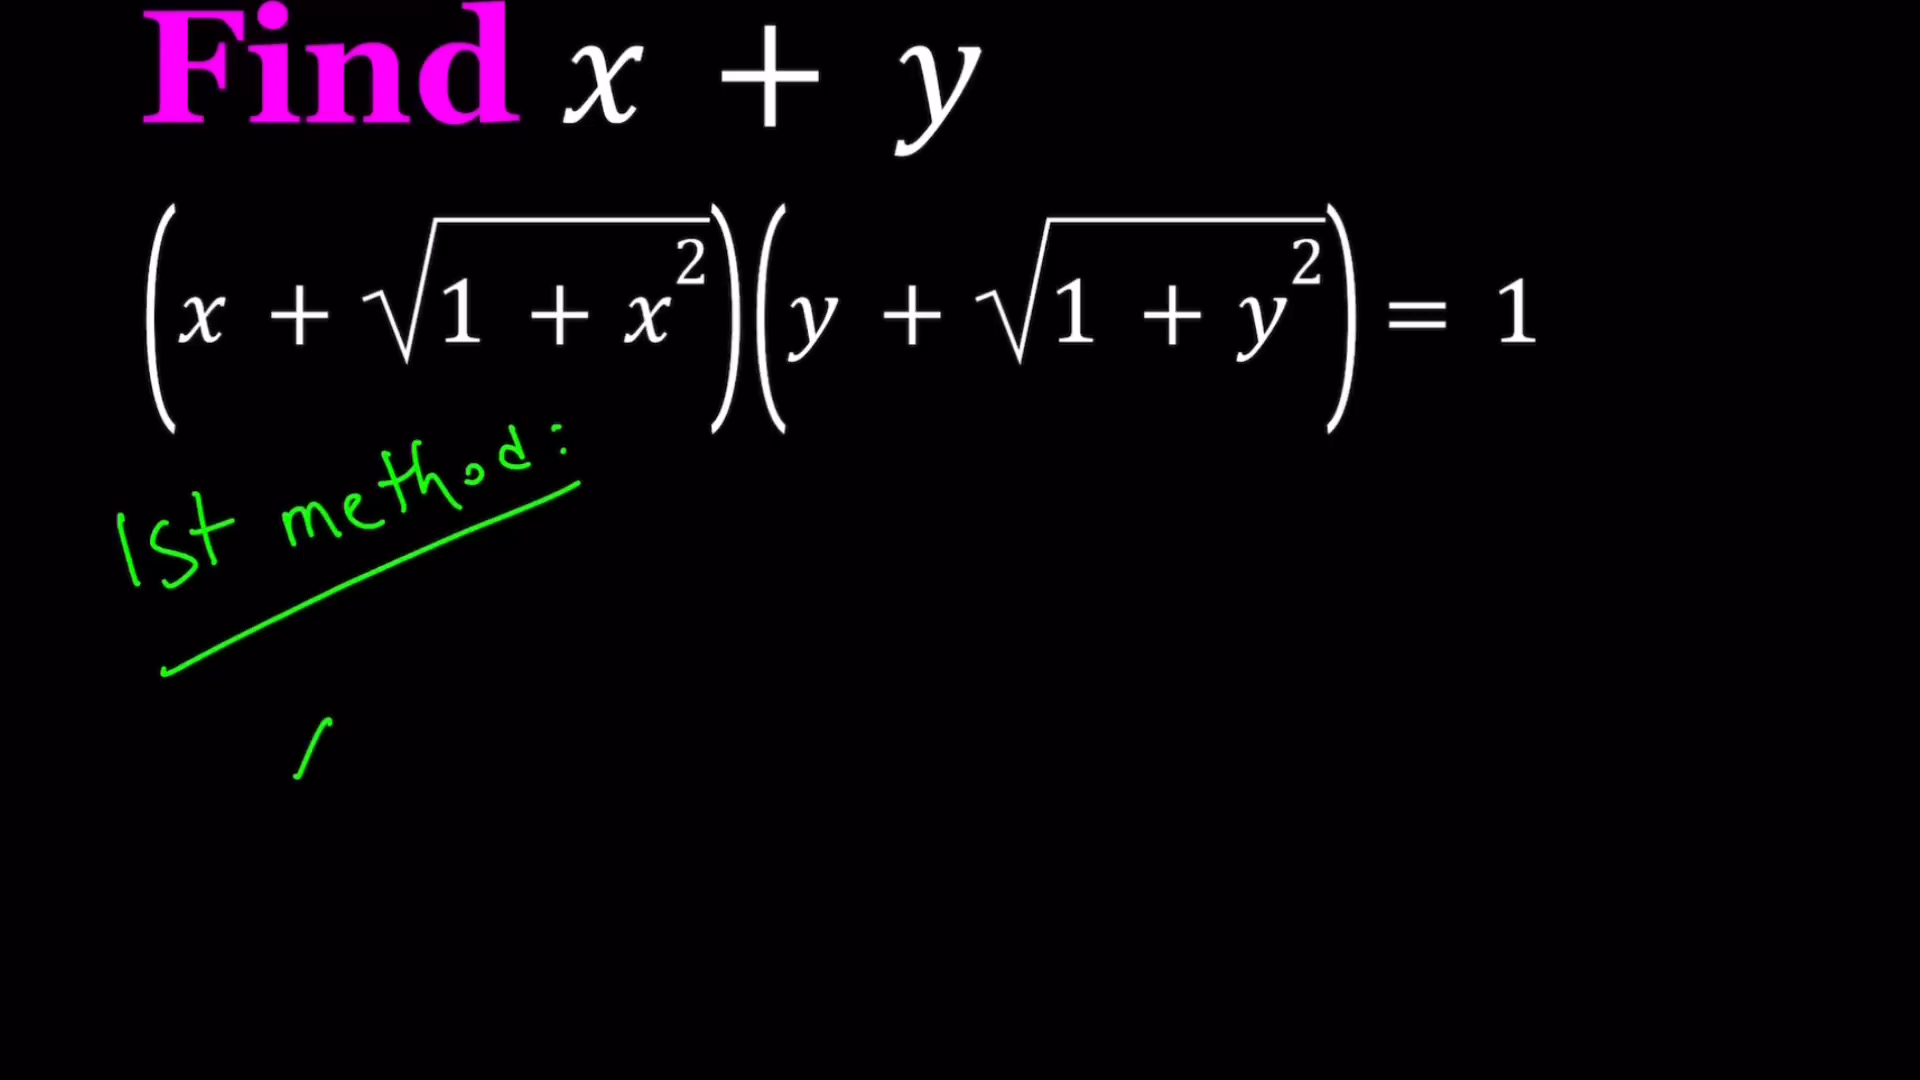 Find x + y
(x + √(1 + x²))(y + √(1 + y²)) = 1
1st method: